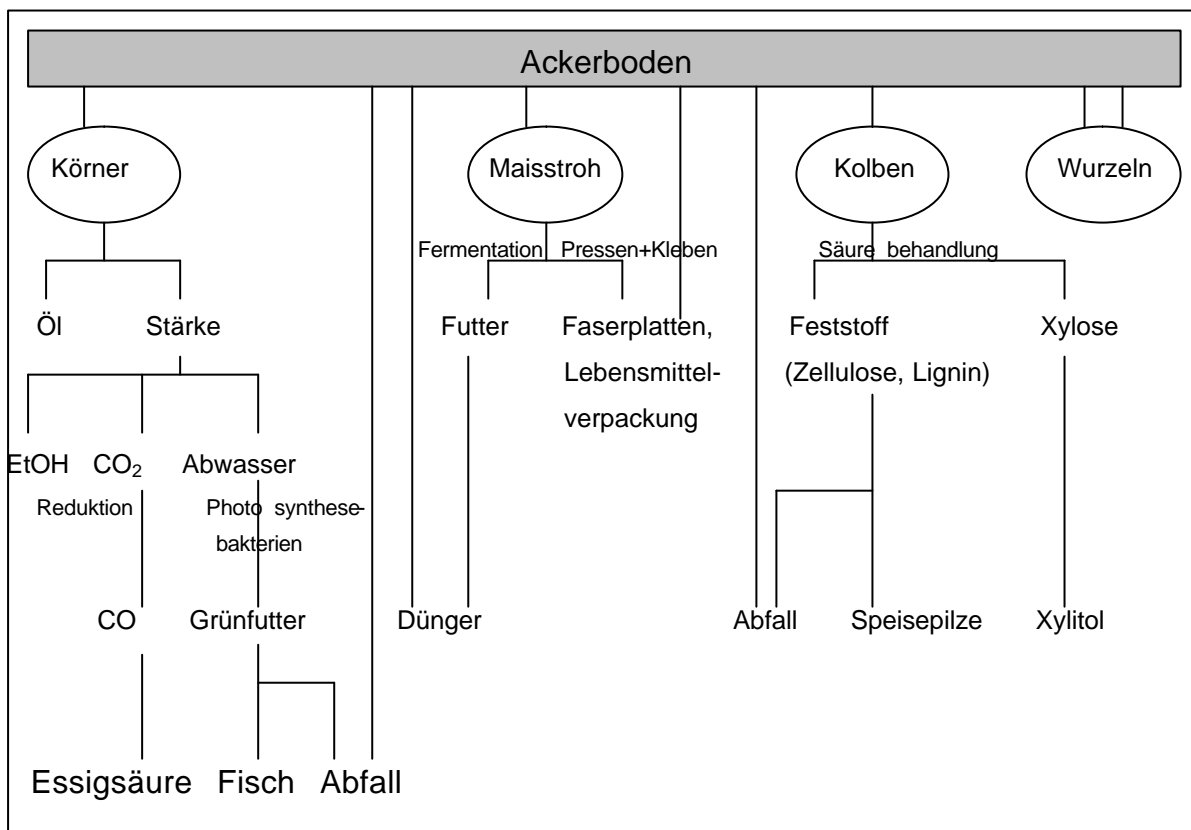 Ackerboden
Körner
Maisstroh
Kolben
Wurzeln
Fermentation Pressen+Kleben
Säure behandlung
Öl
Stärke
Futter
Faserplatten,
Lebensmittel-
verpackung
Feststoff
(Zellulose, Lignin)
Xylose
EtOH
CO₂
Abwasser
Reduktion
Photo synthese-
bakterien
CO
Grünfutter
Dünger
Abfall
Speisepilze
Xylitol
Essigsäure
Fisch
Abfall